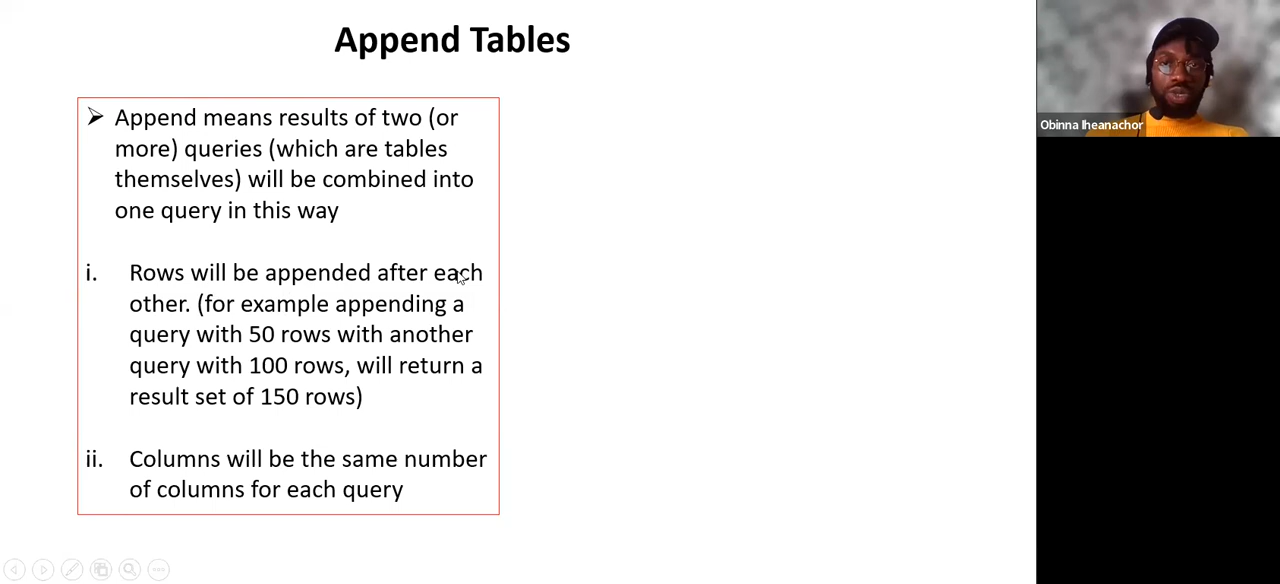 Append Tables
➢ Append means results of two (or
more) queries (which are tables
themselves) will be combined into
one query in this way
i. Rows will be appended after each
other. (for example appending a
query with 50 rows with another
query with 100 rows, will return a
result set of 150 rows)
ii. Columns will be the same number
of columns for each query
Obinna Iheanachor